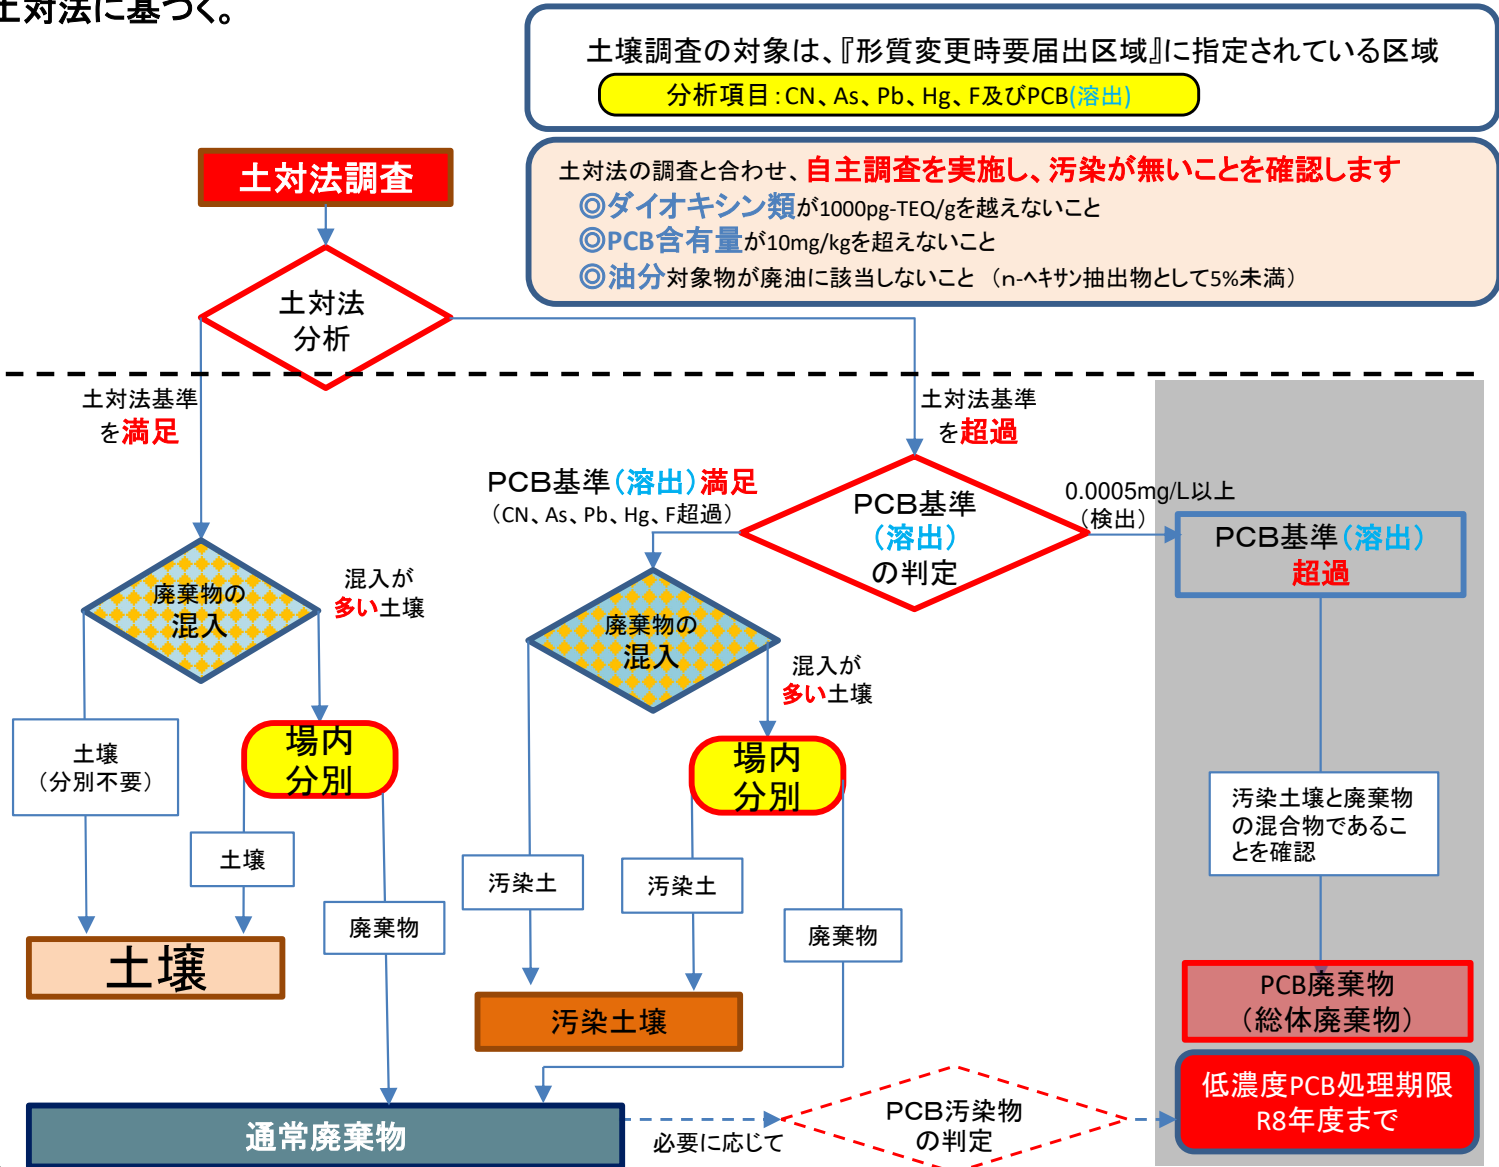 土対法に基づく。
土壌調査の対象は、『形質変更時要届出区域』に指定されている区域
分析項目：CN、As、Pb、Hg、F及びPCB(溶出)
土対法調査
土対法の調査と合わせ、自主調査を実施し、汚染が無いことを確認します
◎ダイオキシン類が1000pg-TEQ/gを越えないこと
◎PCB含有量が10mg/kgを超えないこと
◎油分対象物が廃油に該当しないこと （n-ヘキサン抽出物として5%未満）
土対法
分析
土対法基準
を満足
土対法基準
を超過
PCB基準（溶出）満足
（CN、As、Pb、Hg、F超過）
PCB基準
（溶出）
の判定
0.0005mg/L以上
（検出）
PCB基準（溶出）
超過
廃棄物の
混入
混入が
多い土壌
廃棄物の
混入
混入が
多い土壌
土壌
（分別不要）
場内
分別
場内
分別
汚染土壌と廃棄物
の混合物であるこ
とを確認
土壌
汚染土
汚染土
廃棄物
廃棄物
土壌
汚染土壌
PCB廃棄物
（総体廃棄物）
通常廃棄物
必要に応じて
PCB汚染物
の判定
低濃度PCB処理期限
R8年度まで